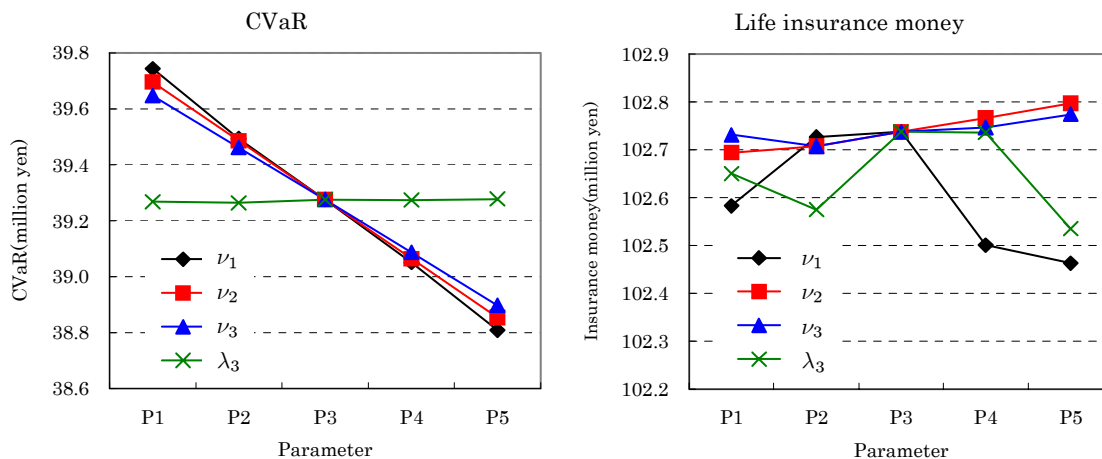 CVaR
CVaR(million yen)
39.8
39.6
39.4
39.2
39.0
38.8
38.6
ν1
ν2
ν3
λ3
P1 P2 P3 P4 P5
Parameter
Life insurance money
Insurance money(million yen)
102.9
102.8
102.7
102.6
102.5
102.4
102.3
102.2
ν1
ν2
ν3
λ3
P1 P2 P3 P4 P5
Parameter